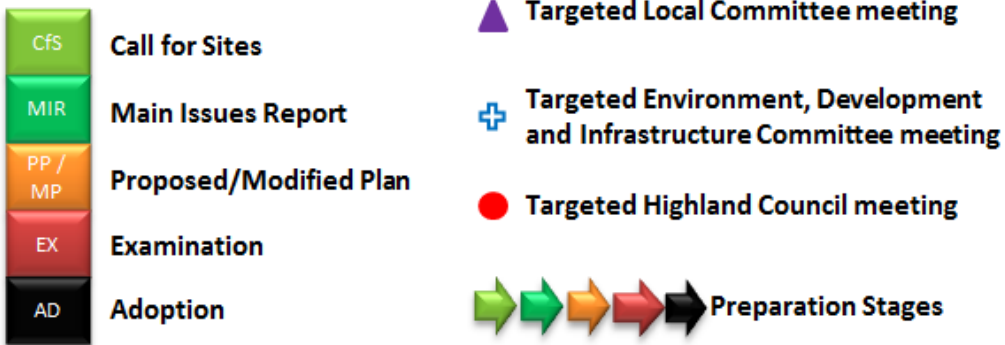 CfS
Call for Sites
MIR
Main Issues Report
PP /
MP
Proposed/Modified Plan
EX
Examination
AD
Adoption
Targeted Local Committee meeting
Targeted Environment, Development
and Infrastructure Committee meeting
Targeted Highland Council meeting
Preparation Stages